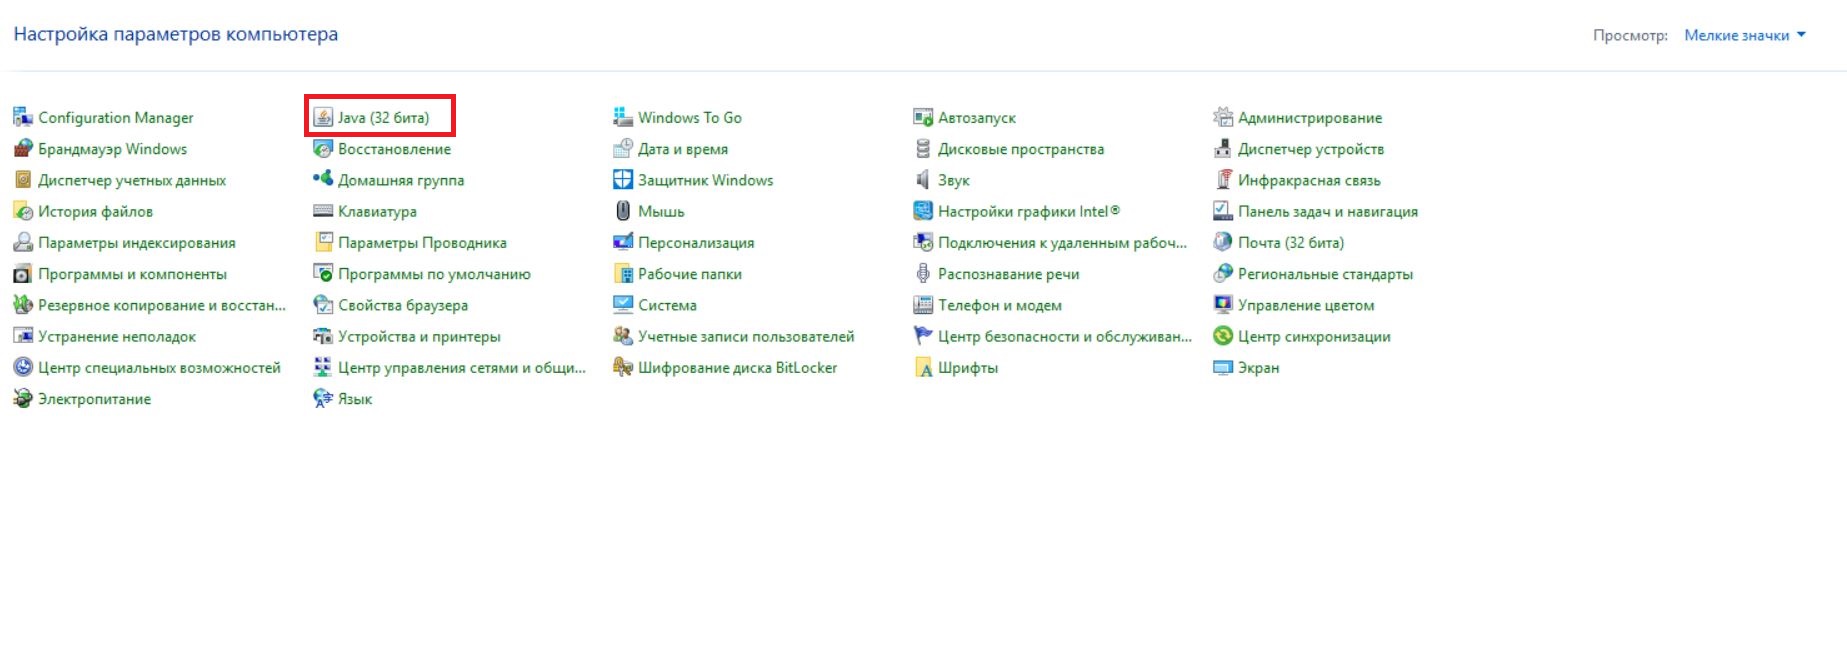 Настройка параметров компьютера
Просмотр: Мелкие значки
Configuration Manager
Java (32 бита)
Windows To Go
Автозапуск
Администрирование
Брандмауэр Windows
Восстановление
Дата и время
Дисковые пространства
Диспетчер устройств
Диспетчер учетных данных
Домашняя группа
Защитник Windows
Звук
Инфракрасная связь
История файлов
Клавиатура
Мышь
Настройки графики Intel®
Панель задач и навигация
Параметры индексирования
Параметры Проводника
Персонализация
Подключения к удаленным рабоч...
Почта (32 бита)
Программы и компоненты
Программы по умолчанию
Рабочие папки
Распознавание речи
Региональные стандарты
Резервное копирование и восстан...
Свойства браузера
Система
Телефон и модем
Управление цветом
Устранение неполадок
Устройства и принтеры
Учетные записи пользователей
Центр безопасности и обслуживан...
Центр синхронизации
Центр специальных возможностей
Центр управления сетями и общи...
Шифрование диска BitLocker
Шрифты
Экран
Электропитание
Язык